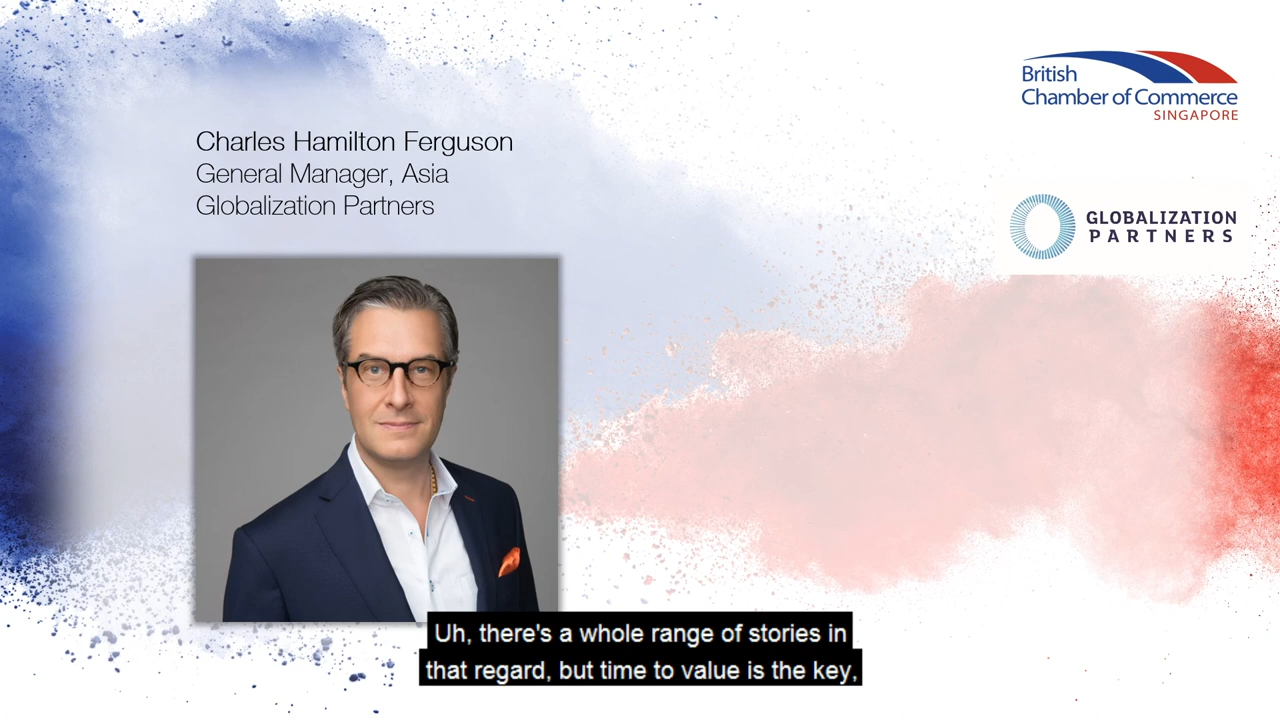 British
Chamber of Commerce
SINGAPORE
Charles Hamilton Ferguson
General Manager, Asia
Globalization Partners
GLOBALIZATION
PARTNERS
Uh, there's a whole range of stories in
that regard, but time to value is the key,